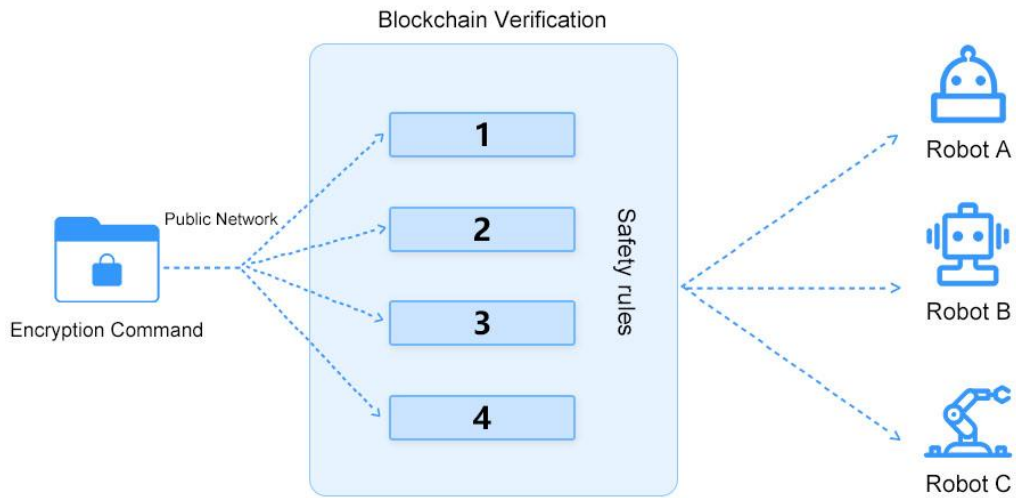 Blockchain Verification
1
Robot A
Public Network
2
Safety rules
Encryption Command
3
Robot B
4
Robot C